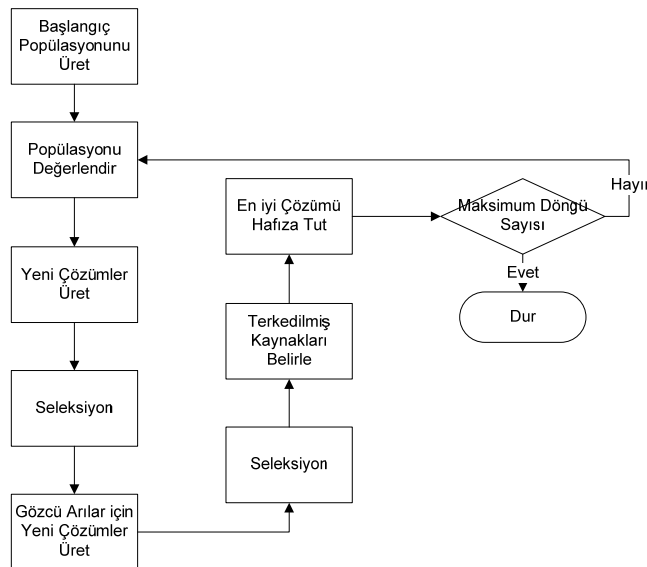 Başlangıç
Popülasyonunu
Üret
Popülasyonu
Değerlendir
Yeni Çözümler
Üret
Seleksiyon
Gözcü Arılar için
Yeni Çözümler
Üret
Seleksiyon
Terkedilmiş
Kaynakları
Belirle
En iyi Çözümü
Hafıza Tut
Maksimum Döngü
Sayısı
Hayır
Evet
Dur